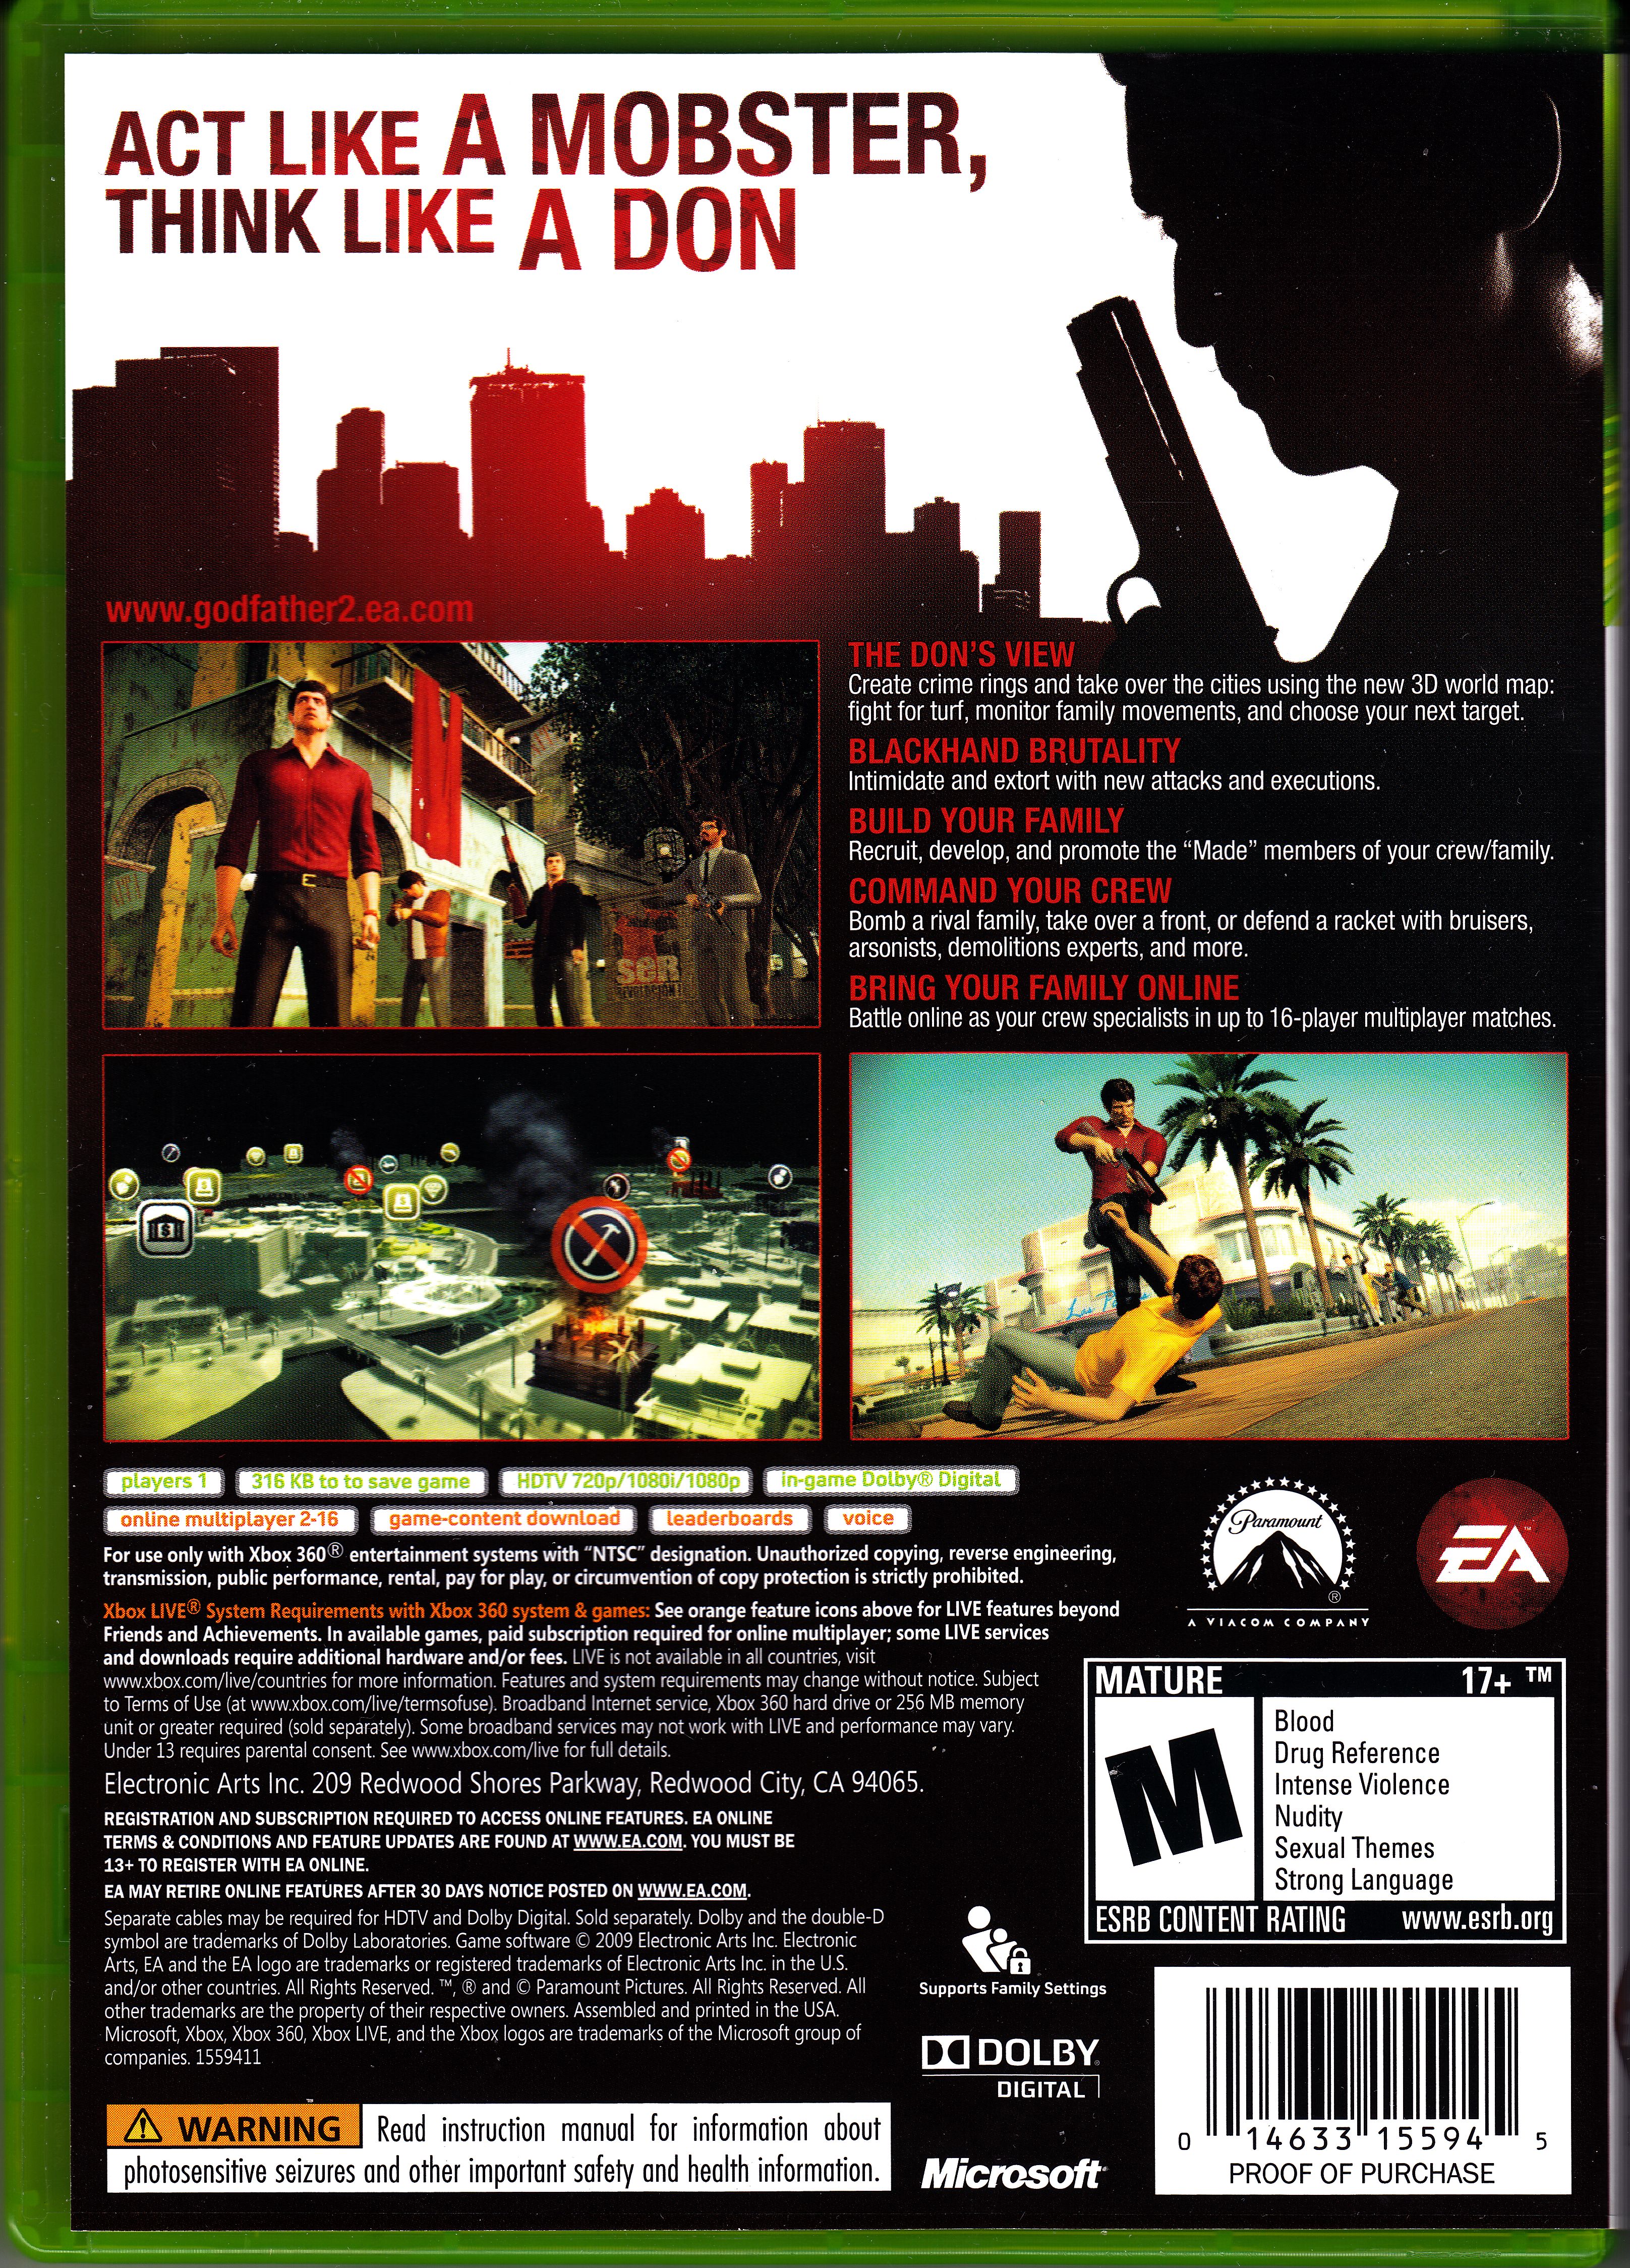 ACT LIKE A MOBSTER,
THINK LIKE A DON
www.godfather2.ea.com
THE DON'S VIEW
Create crime rings and take over the cities using the new 3D world map:
fight for turf, monitor family movements, and choose your next target.
BLACKHAND BRUTALITY
Intimidate and extort with new attacks and executions.
BUILD YOUR FAMILY
Recruit, develop, and promote the “Made” members of your crew/family.
COMMAND YOUR CREW
Bomb a rival family, take over a front, or defend a racket with bruisers,
arsonists, demolitions experts, and more.
BRING YOUR FAMILY ONLINE
Battle online as your crew specialists in up to 16-player multiplayer matches.
SER
Las
players 1
316 KB to to save game
HDTV 720p/1080i/1080p
in-game Dolby® Digital
online multiplayer 2-16
game-content download
leaderboards
voice
For use only with Xbox 360® entertainment systems with “NTSC” designation. Unauthorized copying, reverse engineering,
transmission, public performance, rental, pay for play, or circumvention of copy protection is strictly prohibited.
Xbox LIVE® System Requirements with Xbox 360 system & games: See orange feature icons above for LIVE features beyond
Friends and Achievements. In available games, paid subscription required for online multiplayer; some LIVE services
and downloads require additional hardware and/or fees. LIVE is not available in all countries, visit
www.xbox.com/live/countries for more information. Features and system requirements may change without notice. Subject
to Terms of Use (at www.xbox.com/live/termsofuse). Broadband Internet service, Xbox 360 hard drive or 256 MB memory
unit or greater required (sold separately). Some broadband services may not work with LIVE and performance may vary.
Under 13 requires parental consent. See www.xbox.com/live for full details.
Electronic Arts Inc. 209 Redwood Shores Parkway, Redwood City, CA 94065.
REGISTRATION AND SUBSCRIPTION REQUIRED TO ACCESS ONLINE FEATURES. EA ONLINE
TERMS & CONDITIONS AND FEATURE UPDATES ARE FOUND AT WWW.EA.COM. YOU MUST BE
13+ TO REGISTER WITH EA ONLINE.
EA MAY RETIRE ONLINE FEATURES AFTER 30 DAYS NOTICE POSTED ON WWW.EA.COM.
Separate cables may be required for HDTV and Dolby Digital. Sold separately. Dolby and the double-D
symbol are trademarks of Dolby Laboratories. Game software © 2009 Electronic Arts Inc. Electronic
Arts, EA and the EA logo are trademarks or registered trademarks of Electronic Arts Inc. in the U.S.
and/or other countries. All Rights Reserved. ™, ® and © Paramount Pictures. All Rights Reserved. All
other trademarks are the property of their respective owners. Assembled and printed in the USA.
Microsoft, Xbox, Xbox 360, Xbox LIVE, and the Xbox logos are trademarks of the Microsoft group of
companies. 1559411
WARNING Read instruction manual for information about
photosensitive seizures and other important safety and health information.
Paramount ®
A VIACOM COMPANY
EA ™
MATURE 17+ ™
M
Blood
Drug Reference
Intense Violence
Nudity
Sexual Themes
Strong Language
ESRB CONTENT RATING www.esrb.org
Supports Family Settings
DOLBY
DIGITAL
Microsoft
0 14633 15594 5
PROOF OF PURCHASE